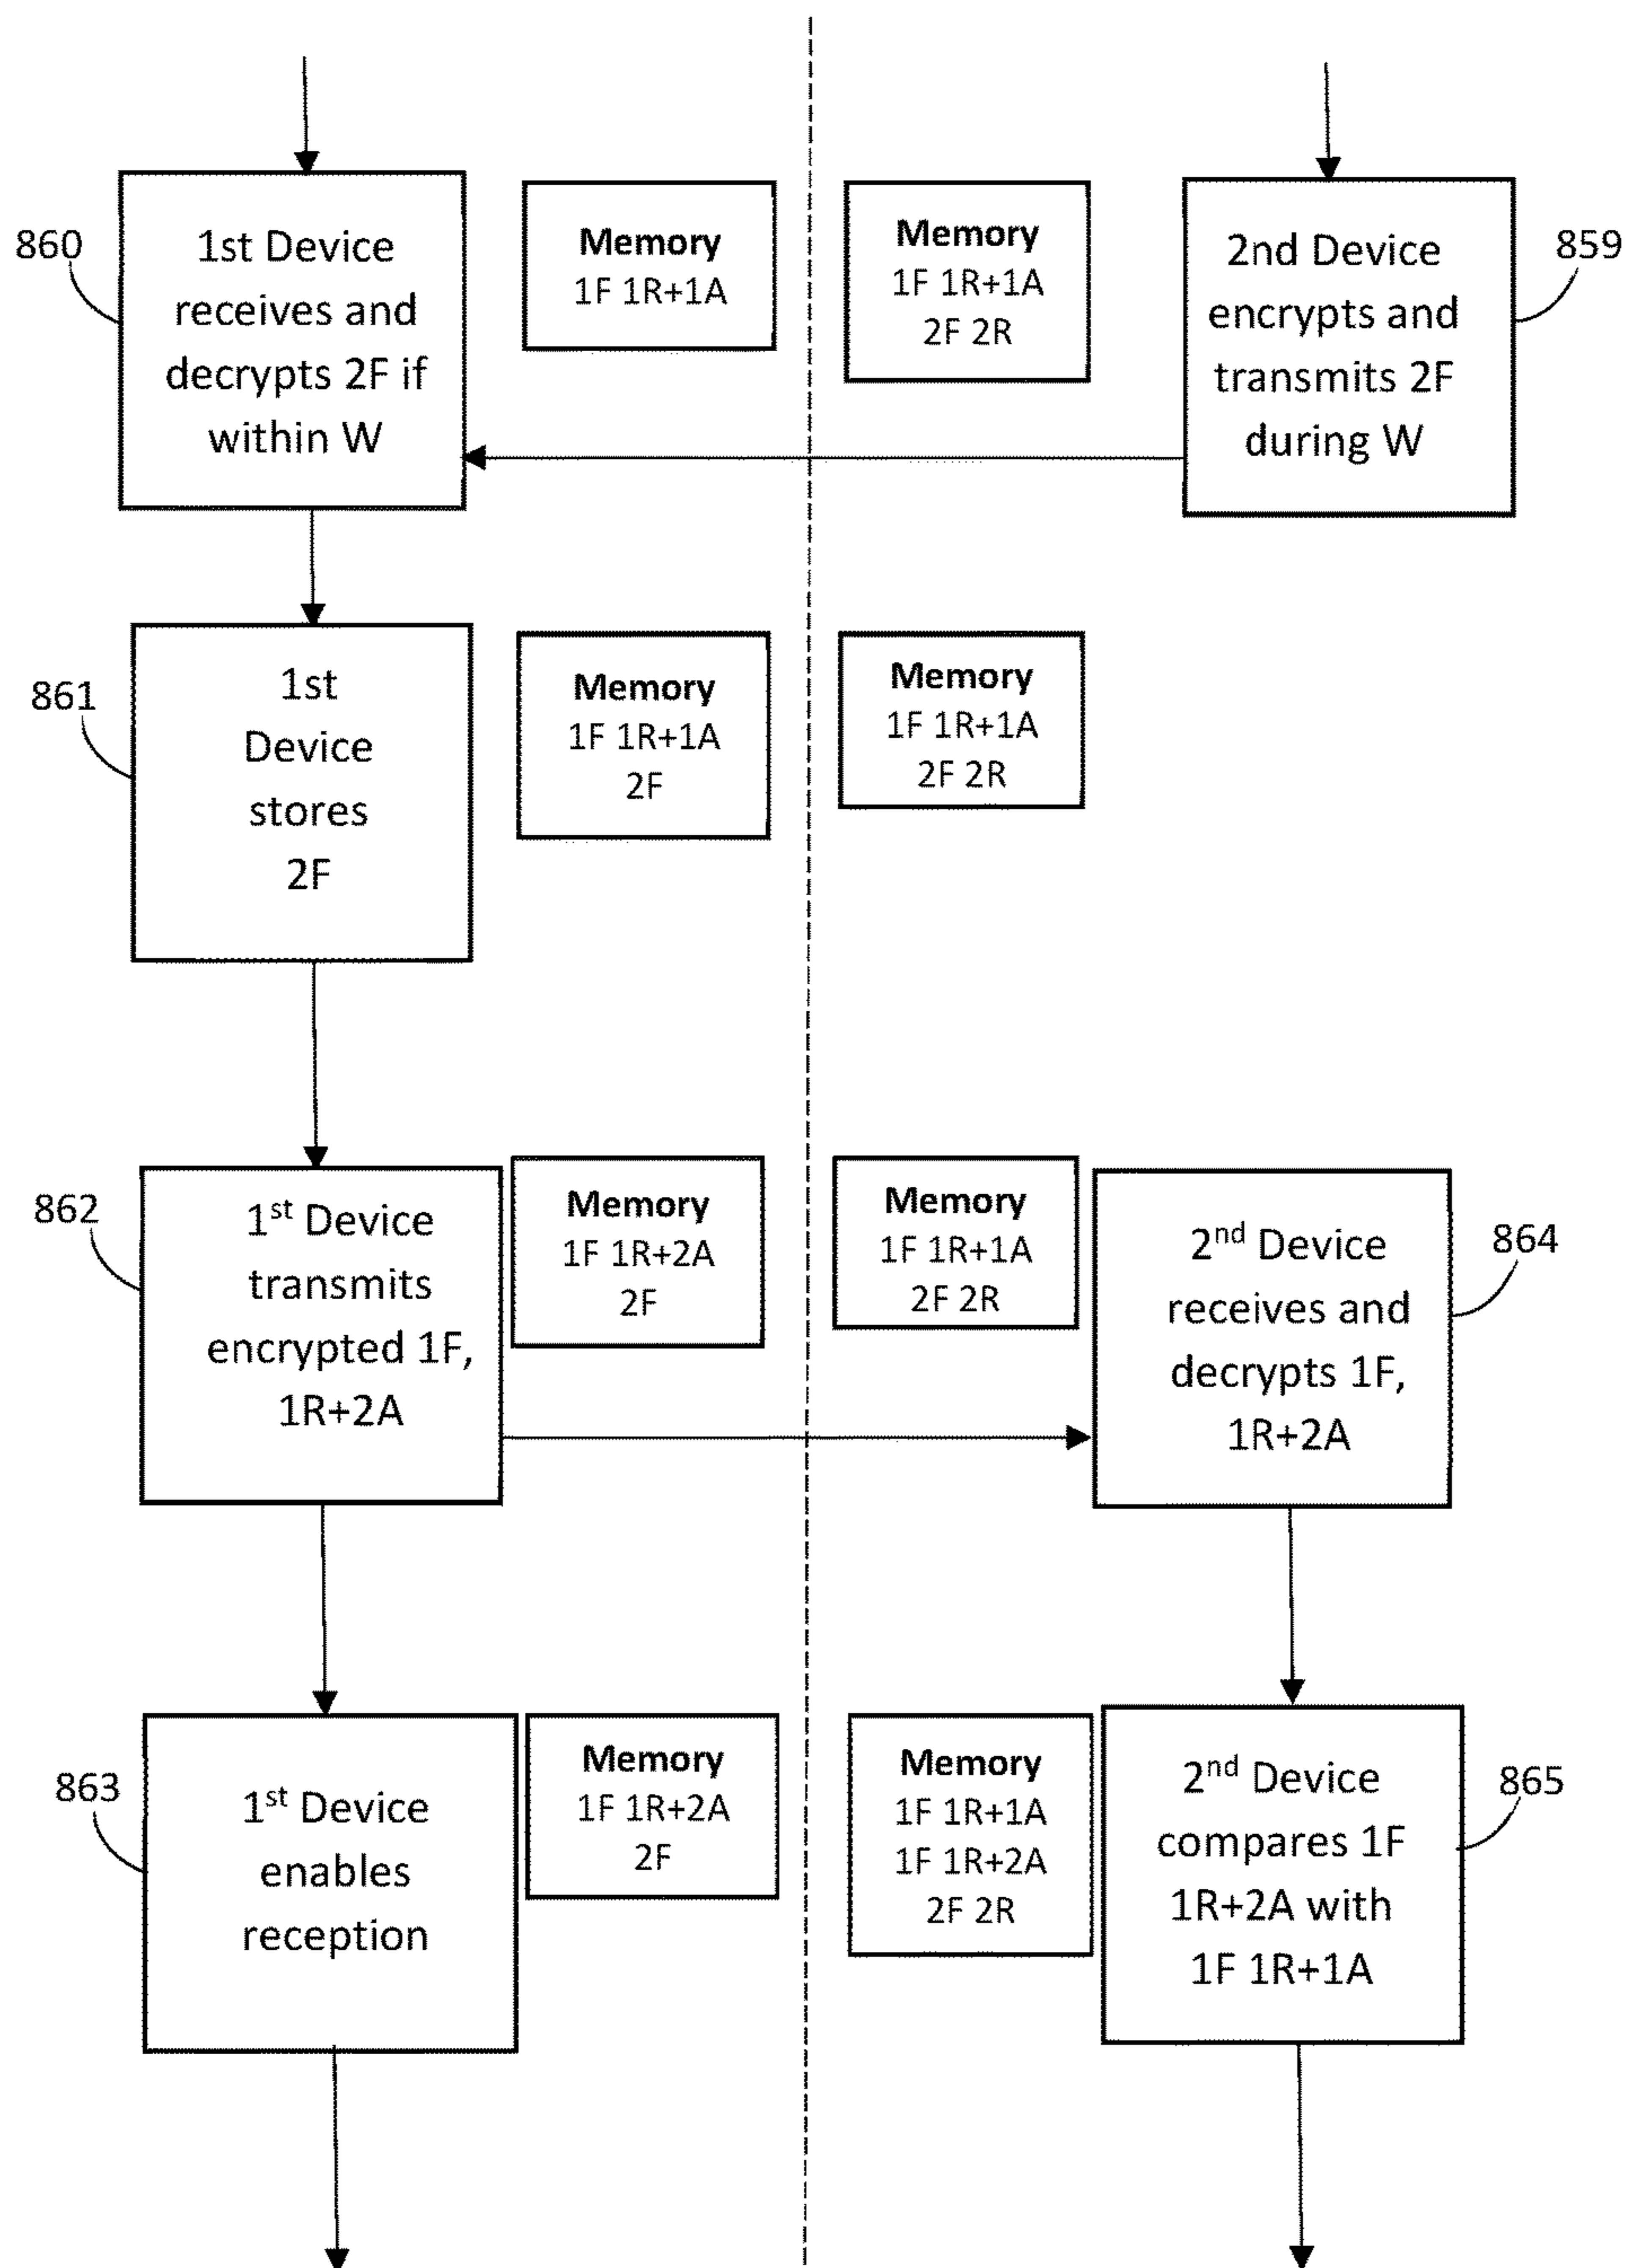 860
1st Device
receives and
decrypts 2F if
within W
Memory
1F 1R+1A
Memory
1F 1R+1A
2F 2R
2nd Device
encrypts and
transmits 2F
during W
859
861
1st
Device
stores
2F
Memory
1F 1R+1A
2F
Memory
1F 1R+1A
2F 2R
862
1st Device
transmits
encrypted 1F,
1R+2A
Memory
1F 1R+2A
2F
Memory
1F 1R+1A
2F 2R
2nd Device
receives and
decrypts 1F,
1R+2A
864
863
1st Device
enables
reception
Memory
1F 1R+2A
2F
Memory
1F 1R+1A
1F 1R+2A
2F 2R
2nd Device
compares 1F
1R+2A with
1F 1R+1A
865